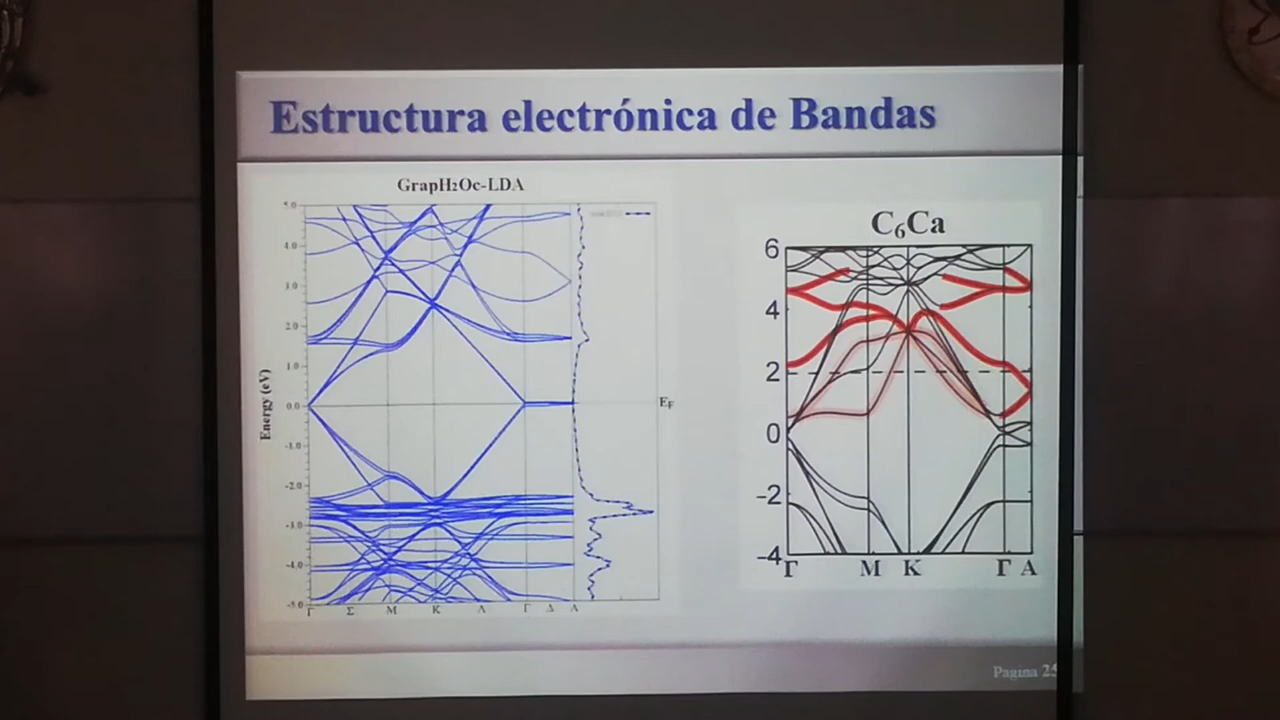 Estructura electrónica de Bandas
GrapH₂Oc-LDA
C₆Ca
5.0
4.0
3.0
2.0
1.0
0.0
-1.0
-2.0
-3.0
-4.0
-5.0
Energy (eV)
E_F
Γ Σ M K Λ Γ Δ A
6
4
2
0
-2
-4
Γ M K Γ A
Pagina 25